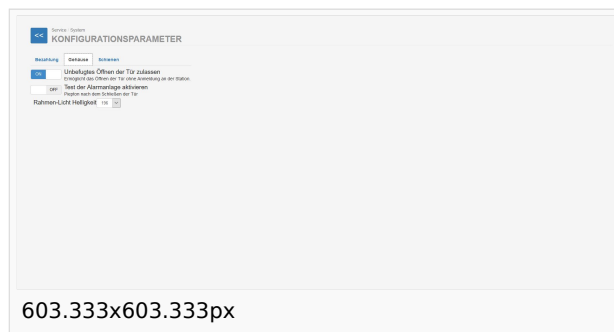 << Service / System
KONFIGURATIONSPARAMETER
Bezahlung Gehäuse Schienen
ON Unbefugtes Öffnen der Tür zulassen
Ermöglicht das Öffnen der Tür ohne Anmeldung an der Station.
OFF Test der Alarmanlage aktivieren
Piepton nach dem Schließen der Tür
Rahmen-Licht Helligkeit
603.333x603.333px